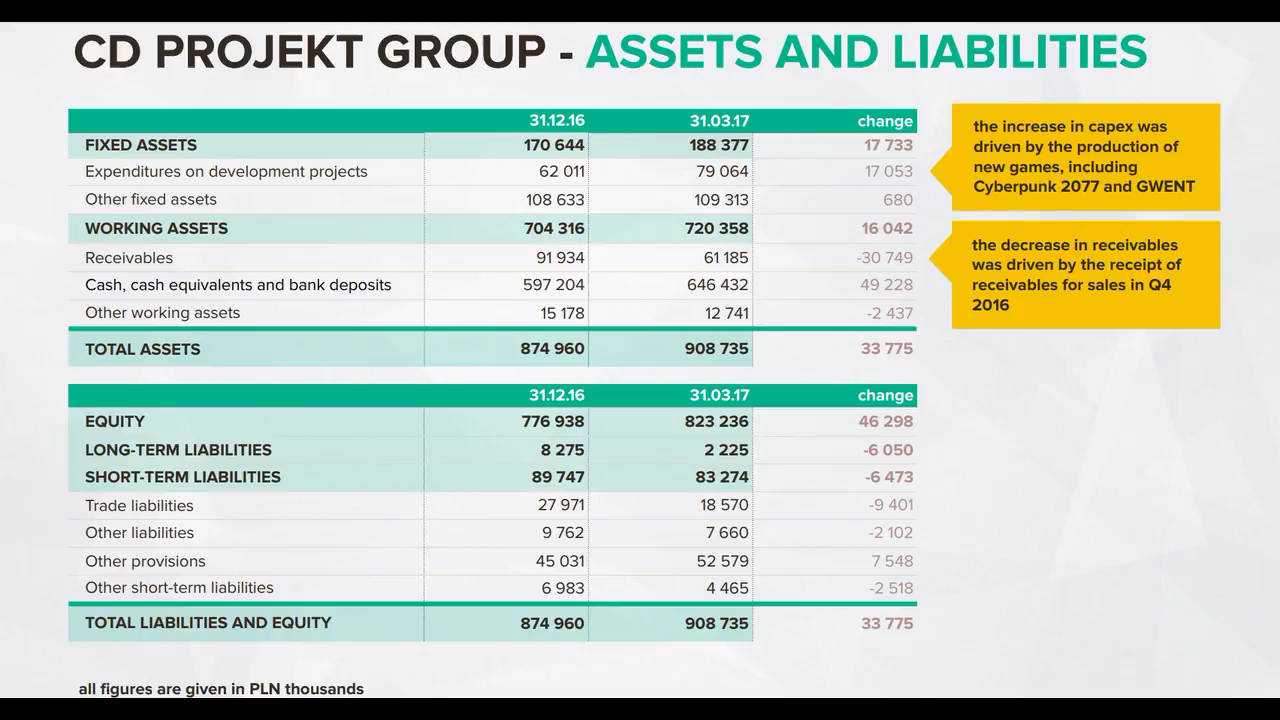 CD PROJEKT GROUP - ASSETS AND LIABILITIES
31.12.16 31.03.17 change
FIXED ASSETS 170 644 188 377 17 733
Expenditures on development projects 62 011 79 064 17 053
Other fixed assets 108 633 109 313 680
WORKING ASSETS 704 316 720 358 16 042
Receivables 91 934 61 185 -30 749
Cash, cash equivalents and bank deposits 597 204 646 432 49 228
Other working assets 15 178 12 741 -2 437
TOTAL ASSETS 874 960 908 735 33 775
the increase in capex was
driven by the production of
new games, including
Cyberpunk 2077 and GWENT
the decrease in receivables
was driven by the receipt of
receivables for sales in Q4
2016
31.12.16 31.03.17 change
EQUITY 776 938 823 236 46 298
LONG-TERM LIABILITIES 8 275 2 225 -6 050
SHORT-TERM LIABILITIES 89 747 83 274 -6 473
Trade liabilities 27 971 18 570 -9 401
Other liabilities 9 762 7 660 -2 102
Other provisions 45 031 52 579 7 548
Other short-term liabilities 6 983 4 465 -2 518
TOTAL LIABILITIES AND EQUITY 874 960 908 735 33 775
all figures are given in PLN thousands